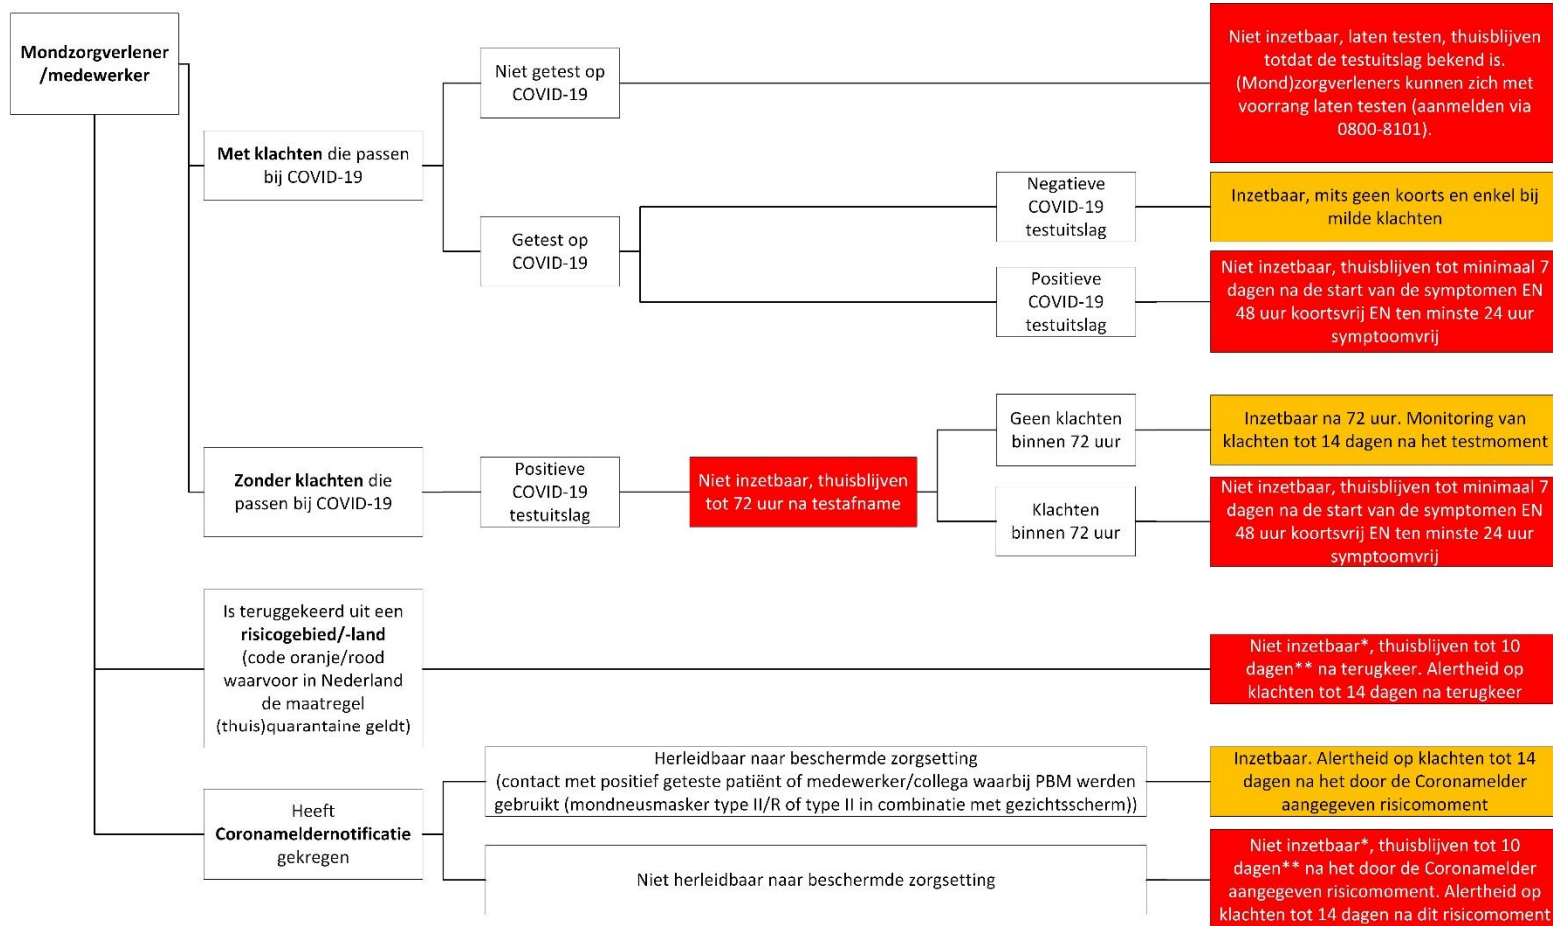 Mondzorgverlener
/medewerker
Met klachten die passen
bij COVID-19
Niet getest op
COVID-19
Niet inzetbaar, laten testen, thuisblijven
totdat de testuitslag bekend is.
(Mond)zorgverleners kunnen zich met
voorrang laten testen (aanmelden via
0800-8101).
Getest op
COVID-19
Negatieve
COVID-19
testuitslag
Inzetbaar, mits geen koorts en enkel bij
milde klachten
Positieve
COVID-19
testuitslag
Niet inzetbaar, thuisblijven tot minimaal 7
dagen na de start van de symptomen EN
48 uur koortsvrij EN ten minste 24 uur
symptoomvrij
Zonder klachten die
passen bij COVID-19
Positieve
COVID-19
testuitslag
Niet inzetbaar, thuisblijven
tot 72 uur na testafname
Geen klachten
binnen 72 uur
Inzetbaar na 72 uur. Monitoring van
klachten tot 14 dagen na het testmoment
Klachten
binnen 72 uur
Niet inzetbaar, thuisblijven tot minimaal 7
dagen na de start van de symptomen EN
48 uur koortsvrij EN ten minste 24 uur
symptoomvrij
Is teruggekeerd uit een
risicogebied/-land
(code oranje/rood
waarvoor in Nederland
de maatregel
(thuis)quarantaine geldt)
Niet inzetbaar*, thuisblijven tot 10
dagen** na terugkeer. Alertheid op
klachten tot 14 dagen na terugkeer
Heeft
Coronameldernotificatie
gekregen
Herleidbaar naar beschermde zorgsetting
(contact met positief geteste patiënt of medewerker/collega waarbij PBM werden
gebruikt (mondneusmasker type II/R of type II in combinatie met gezichtsscherm))
Inzetbaar. Alertheid op klachten tot 14
dagen na het door de Coronamelder
aangegeven risicomoment
Niet herleidbaar naar beschermde zorgsetting
Niet inzetbaar*, thuisblijven tot 10
dagen** na het door de Coronamelder
aangegeven risicomoment. Alertheid op
klachten tot 14 dagen na dit risicomoment